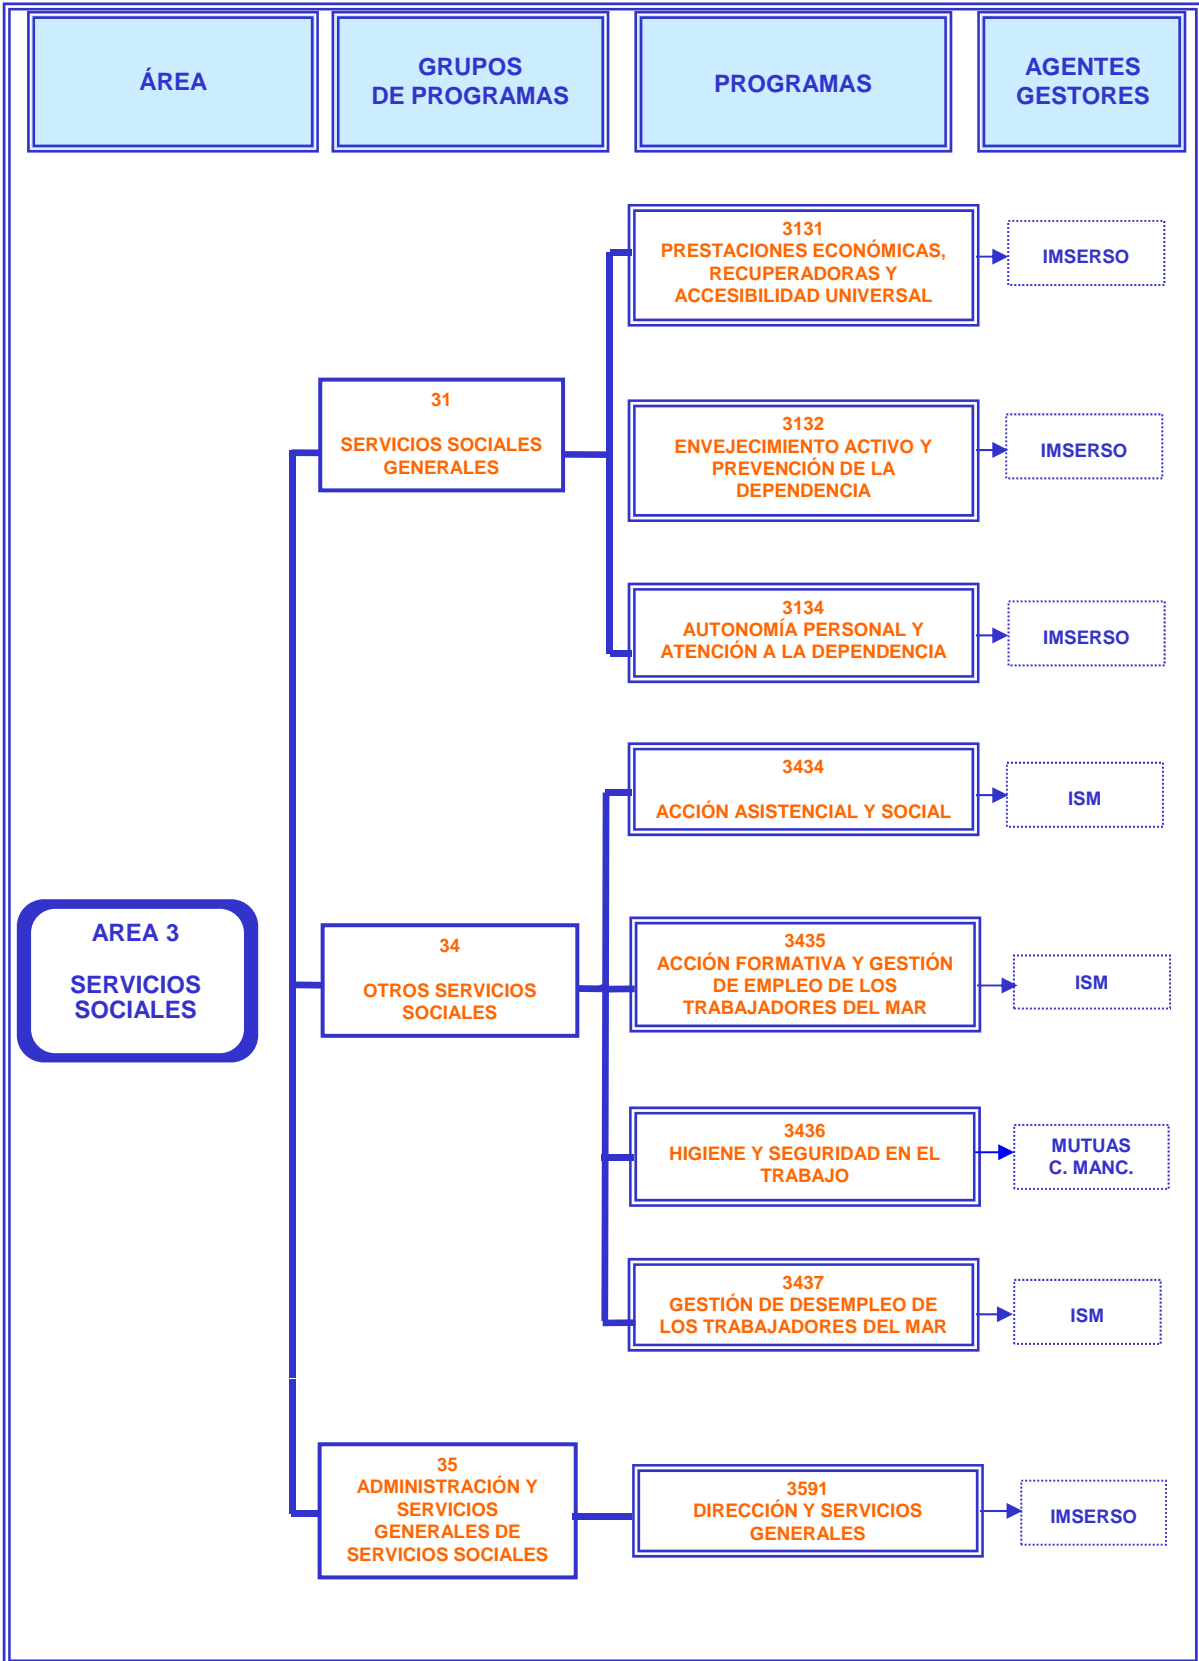 ÁREA
GRUPOS
DE PROGRAMAS
PROGRAMAS
AGENTES
GESTORES
3131
PRESTACIONES ECONÓMICAS,
RECUPERADORAS Y
ACCESIBILIDAD UNIVERSAL
IMSERSO
31
SERVICIOS SOCIALES
GENERALES
3132
ENVEJECIMIENTO ACTIVO Y
PREVENCIÓN DE LA
DEPENDENCIA
IMSERSO
3134
AUTONOMÍA PERSONAL Y
ATENCIÓN A LA DEPENDENCIA
IMSERSO
3434
ACCIÓN ASISTENCIAL Y SOCIAL
ISM
AREA 3
SERVICIOS
SOCIALES
34
OTROS SERVICIOS
SOCIALES
3435
ACCIÓN FORMATIVA Y GESTIÓN
DE EMPLEO DE LOS
TRABAJADORES DEL MAR
ISM
3436
HIGIENE Y SEGURIDAD EN EL
TRABAJO
MUTUAS
C. MANC.
3437
GESTIÓN DE DESEMPLEO DE
LOS TRABAJADORES DEL MAR
ISM
35
ADMINISTRACIÓN Y
SERVICIOS
GENERALES DE
SERVICIOS SOCIALES
3591
DIRECCIÓN Y SERVICIOS
GENERALES
IMSERSO